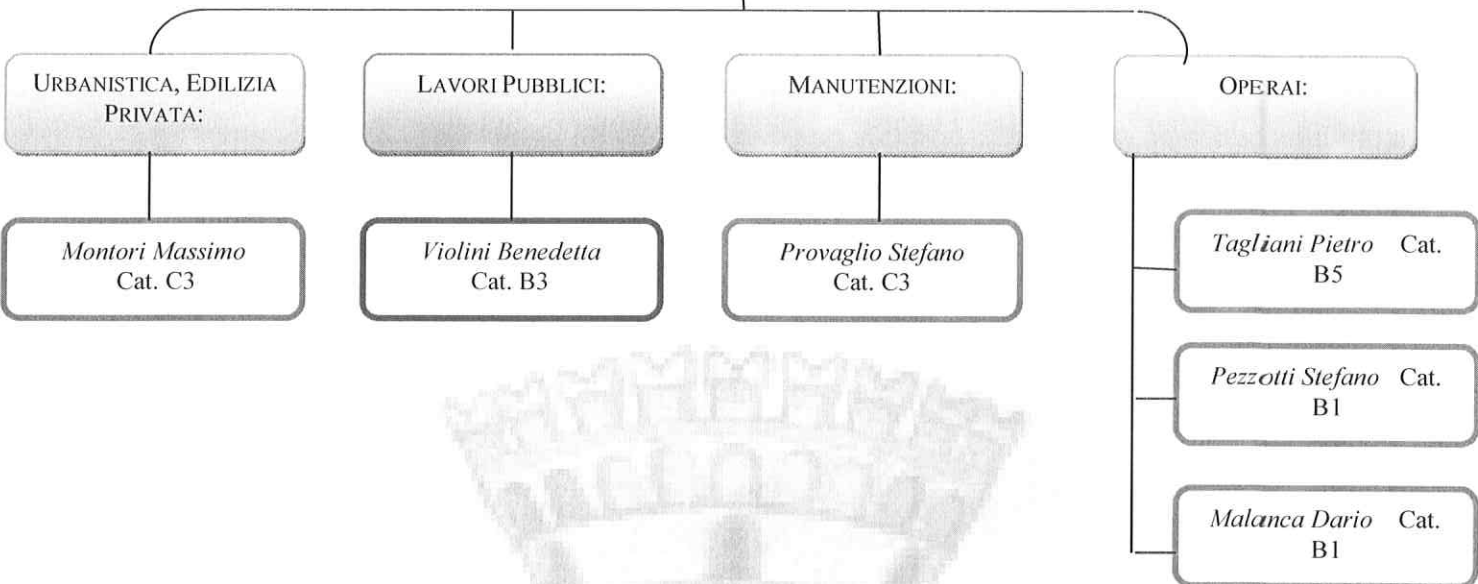 URBANISTICA, EDILIZIA
PRIVATA:
LAVORI PUBBLICI:
MANUTENZIONI:
OPERAI:
Montori Massimo
Cat. C3
Violini Benedetta
Cat. B3
Provaglio Stefano
Cat. C3
Tagliani Pietro Cat.
B5
Pezzotti Stefano Cat.
B1
Malanca Dario Cat.
B1